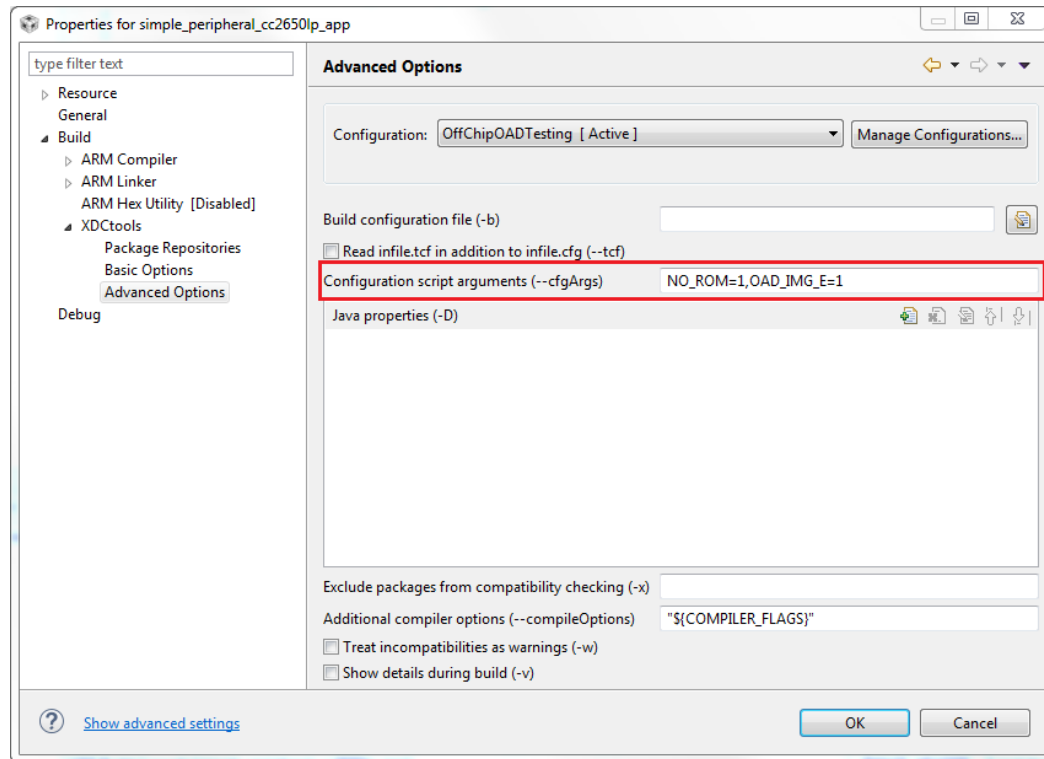 Properties for simple_peripheral_cc2650lp_app
type filter text
Resource
General
Build
ARM Compiler
ARM Linker
ARM Hex Utility [Disabled]
XDCtools
Package Repositories
Basic Options
Advanced Options
Debug
Advanced Options
Configuration: OffChipOADTesting [ Active ] Manage Configurations...
Build configuration file (-b)
Read infile.tcf in addition to infile.cfg (--tcf)
Configuration script arguments (--cfgArgs) NO_ROM=1,OAD_IMG_E=1
Java properties (-D)
Exclude packages from compatibility checking (-x)
Additional compiler options (--compileOptions) "${COMPILER_FLAGS}"
Treat incompatibilities as warnings (-w)
Show details during build (-v)
Show advanced settings
OK Cancel